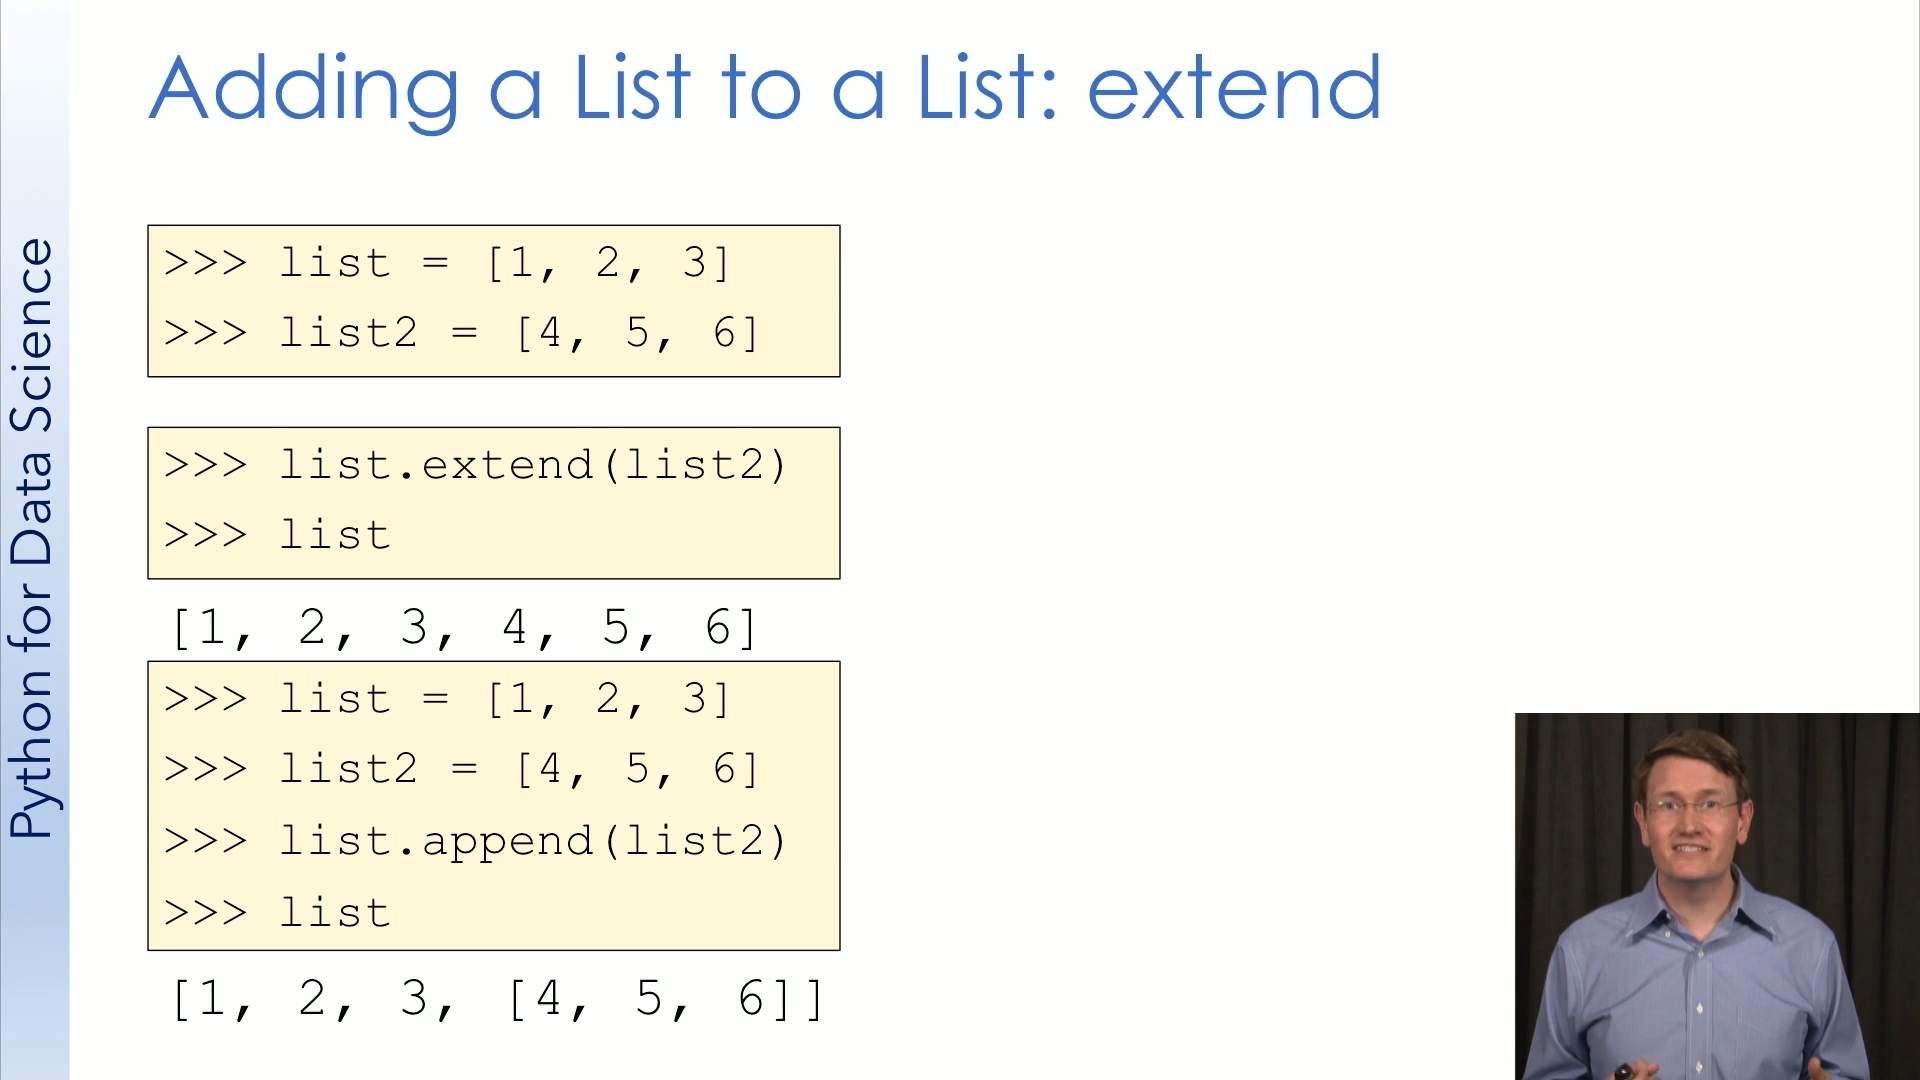 Adding a List to a List: extend
Python for Data Science
>>> list = [1, 2, 3]
>>> list2 = [4, 5, 6]
>>> list.extend(list2)
>>> list
[1, 2, 3, 4, 5, 6]
>>> list = [1, 2, 3]
>>> list2 = [4, 5, 6]
>>> list.append(list2)
>>> list
[1, 2, 3, [4, 5, 6]]